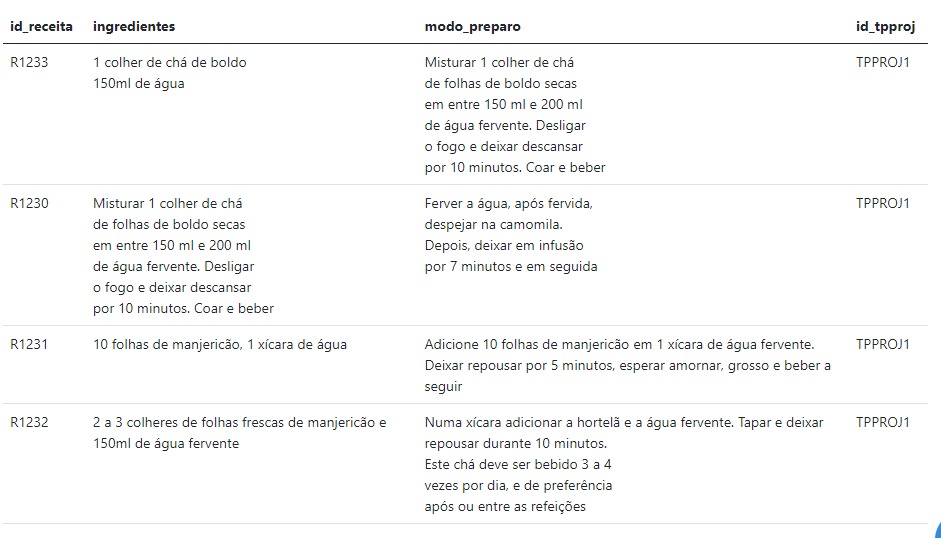 id_receita ingredientes modo_preparo id_tpproj
R1233 1 colher de chá de boldo Misturar 1 colher de chá TPPROJ1
150ml de água de folhas de boldo secas
em entre 150 ml e 200 ml
de água fervente. Desligar
o fogo e deixar descansar
por 10 minutos. Coar e beber
R1230 Misturar 1 colher de chá Ferver a água, após fervida, TPPROJ1
de folhas de boldo secas despejar na camomila.
em entre 150 ml e 200 ml Depois, deixar em infusão
de água fervente. Desligar por 7 minutos e em seguida
o fogo e deixar descansar
por 10 minutos. Coar e beber
R1231 10 folhas de manjericão, 1 xícara de água Adicione 10 folhas de manjericão em 1 xícara de água fervente. TPPROJ1
Deixar repousar por 5 minutos, esperar amornar, grosso e beber a
seguir
R1232 2 a 3 colheres de folhas frescas de manjericão e Numa xícara adicionar a hortelã e a água fervente. Tapar e deixar TPPROJ1
150ml de água fervente repousar durante 10 minutos.
Este chá deve ser bebido 3 a 4
vezes por dia, e de preferência
após ou entre as refeições